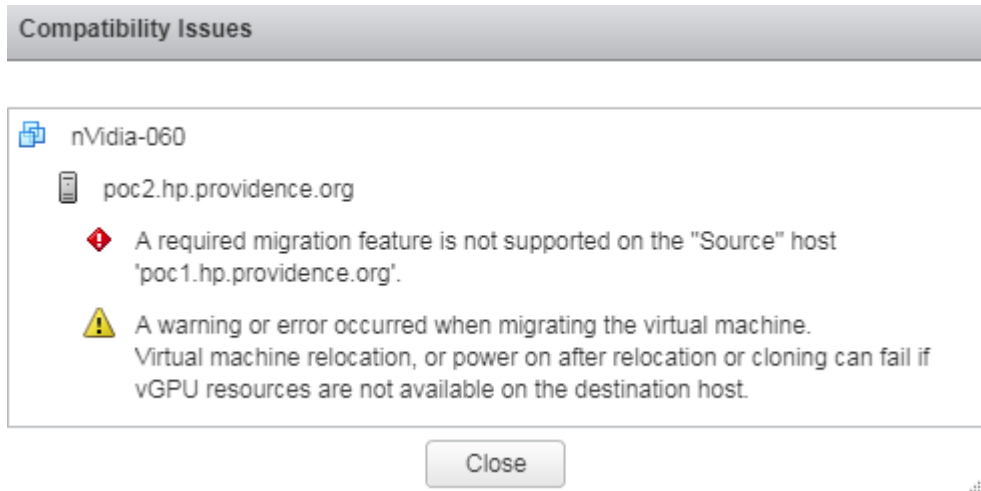 Compatibility Issues
nVidia-060
poc2.hp.providence.org
A required migration feature is not supported on the "Source" host
'poc1.hp.providence.org'.
A warning or error occurred when migrating the virtual machine.
Virtual machine relocation, or power on after relocation or cloning can fail if
vGPU resources are not available on the destination host.
Close